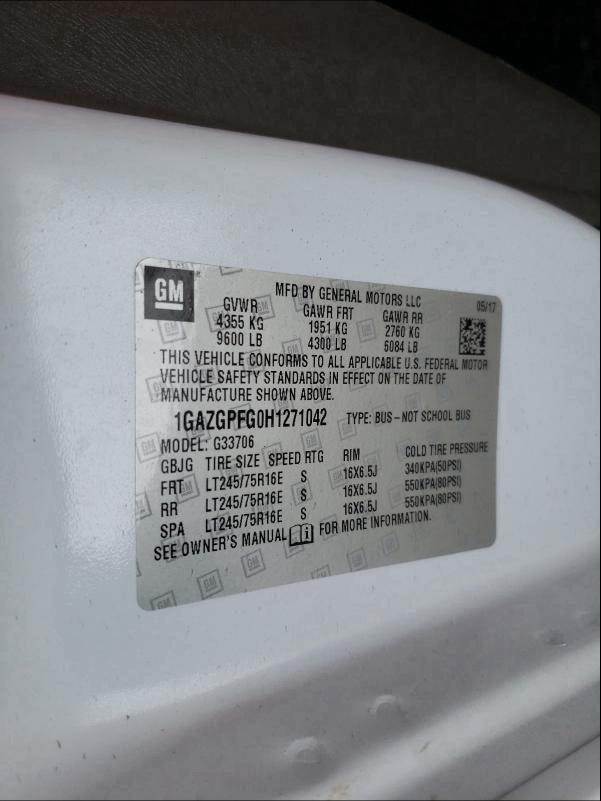 GM
MFD BY GENERAL MOTORS LLC 05/17
GVWR GAWR FRT GAWR RR
4355 KG 1951 KG 2760 KG
9600 LB 4300 LB 6084 LB
THIS VEHICLE CONFORMS TO ALL APPLICABLE U.S. FEDERAL MOTOR
VEHICLE SAFETY STANDARDS IN EFFECT ON THE DATE OF
MANUFACTURE SHOWN ABOVE.
1GAZGPFG0H1271042 TYPE: BUS-NOT SCHOOL BUS
MODEL: G33706
GBJG TIRE SIZE SPEED RTG RIM COLD TIRE PRESSURE
FRT LT245/75R16E S 16X6.5J 340KPA(50PSI)
RR LT245/75R16E S 16X6.5J 550KPA(80PSI)
SPA LT245/75R16E S 16X6.5J 550KPA(80PSI)
SEE OWNER'S MANUAL i FOR MORE INFORMATION.